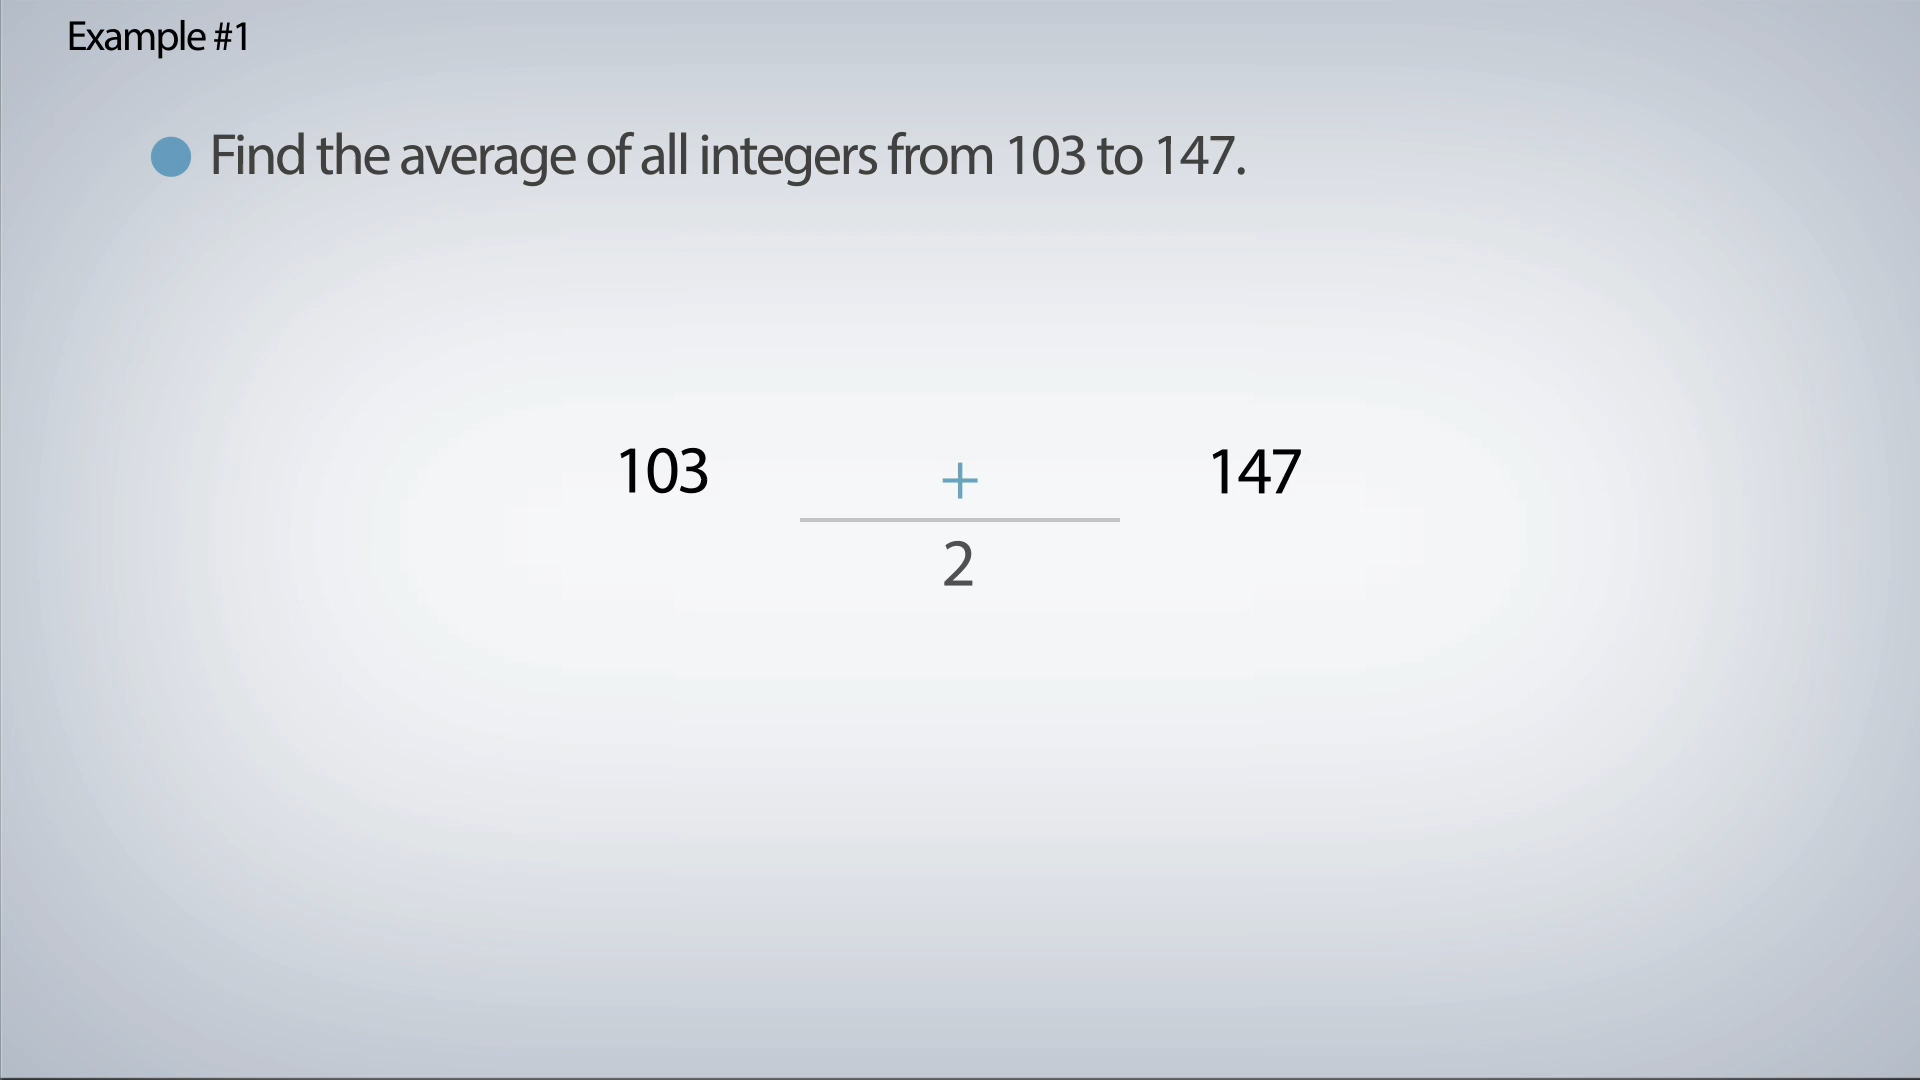 Example #1
Find the average of all integers from 103 to 147.
103 + 147
2